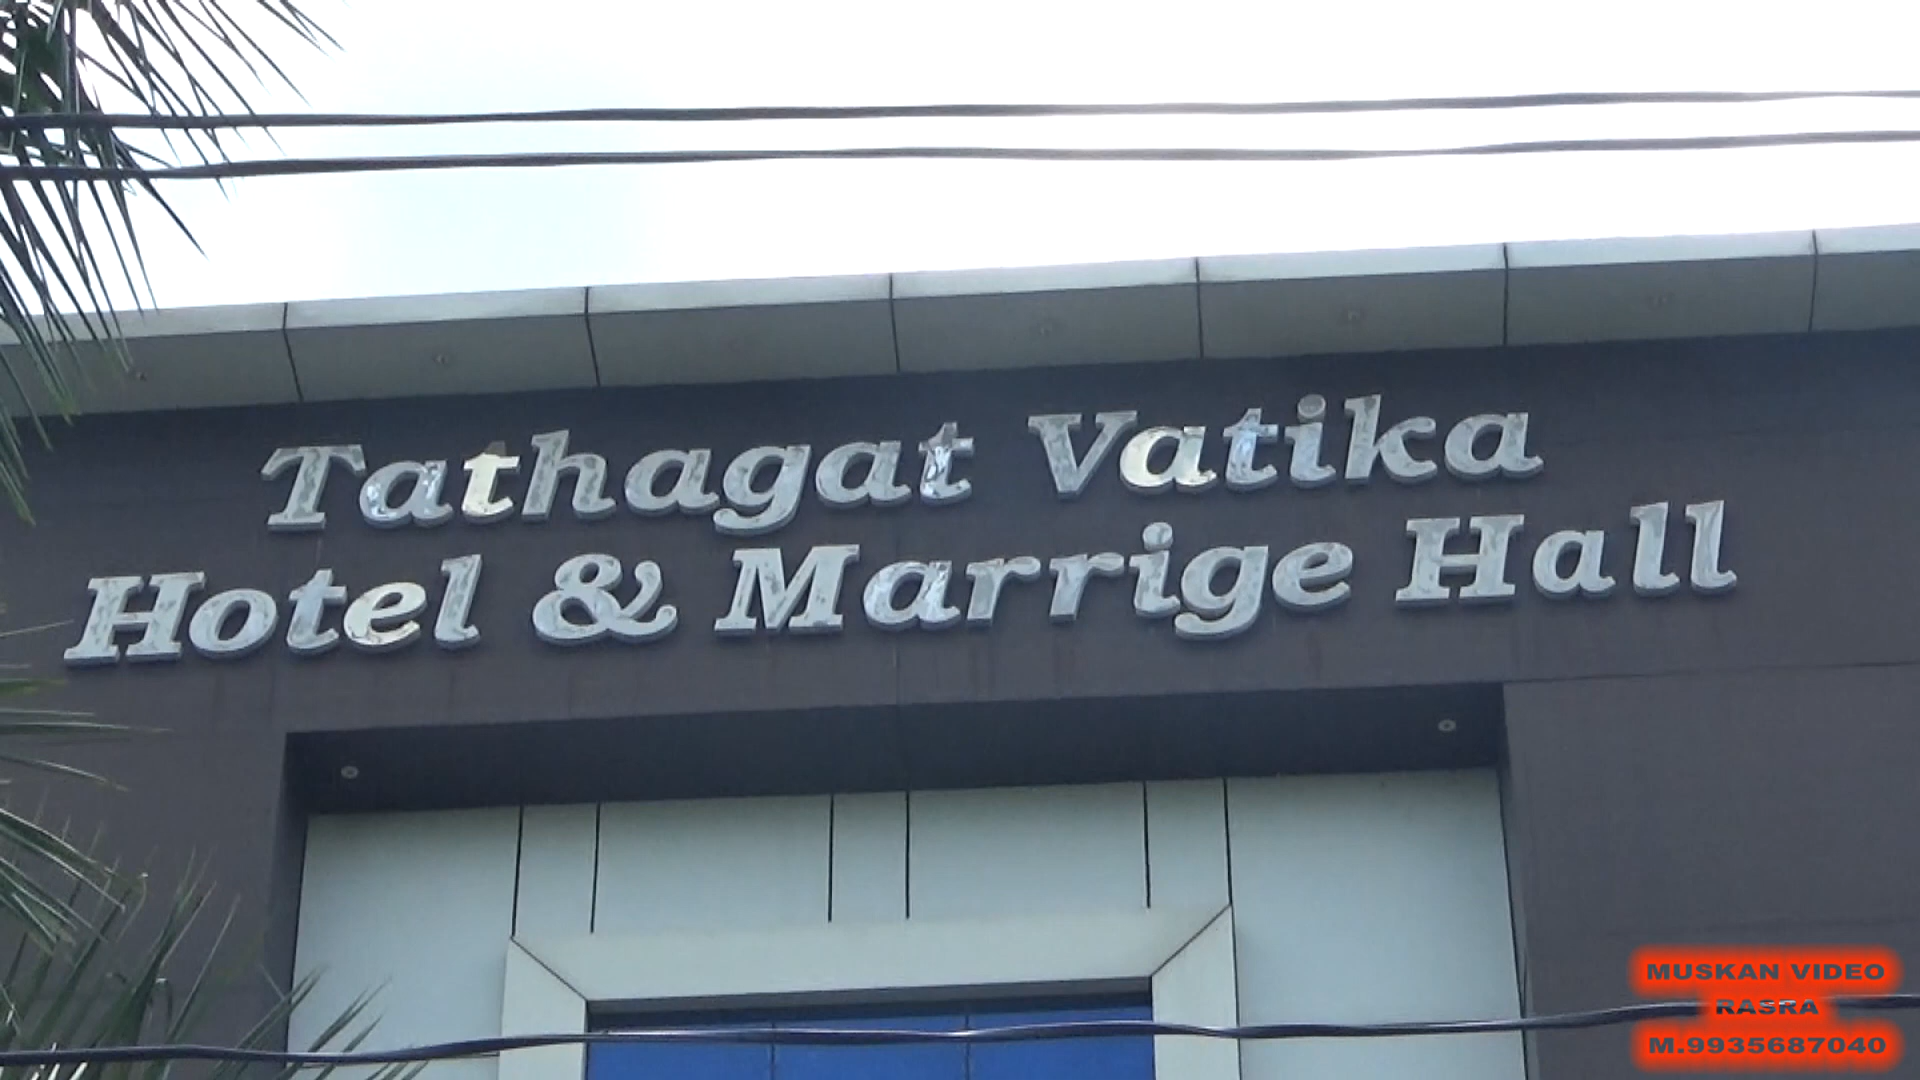 Tathagat Vatika
Hotel & Marrige Hall
MUSKAN VIDEO
RASRA
M.9935687040